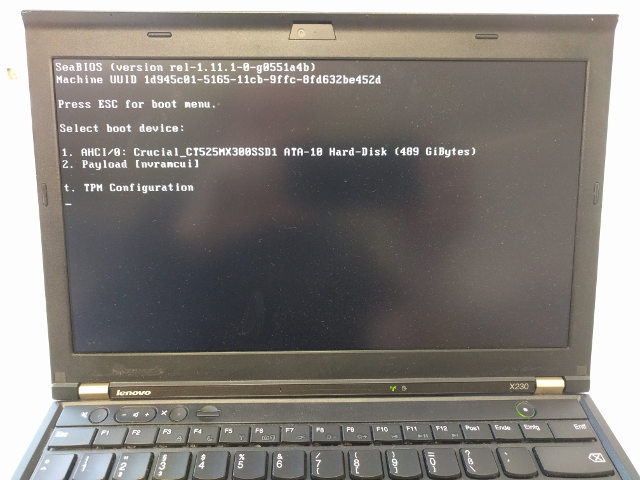 SeaBIOS (version rel-1.11.1-0-g0551a4b)
Machine UUID 1d945c01-5165-11cb-9ffc-0fd632be452d
Press ESC for boot menu.
Select boot device:
1. AHCI/0: Crucial_CT525MX300SSD1 ATA-10 Hard-Disk (489 GiBytes)
2. Payload [nvramcui]
t. TPM Configuration
lenovo
X230
F1 F2 F3 F4 F5 F6 F7 F8 F9 F10 F11 F12 Pos1 Ende Einfg Entf
! " § $ % & / ( ) = ?
1 2 3 4 5 6 7 8 9 0 ß